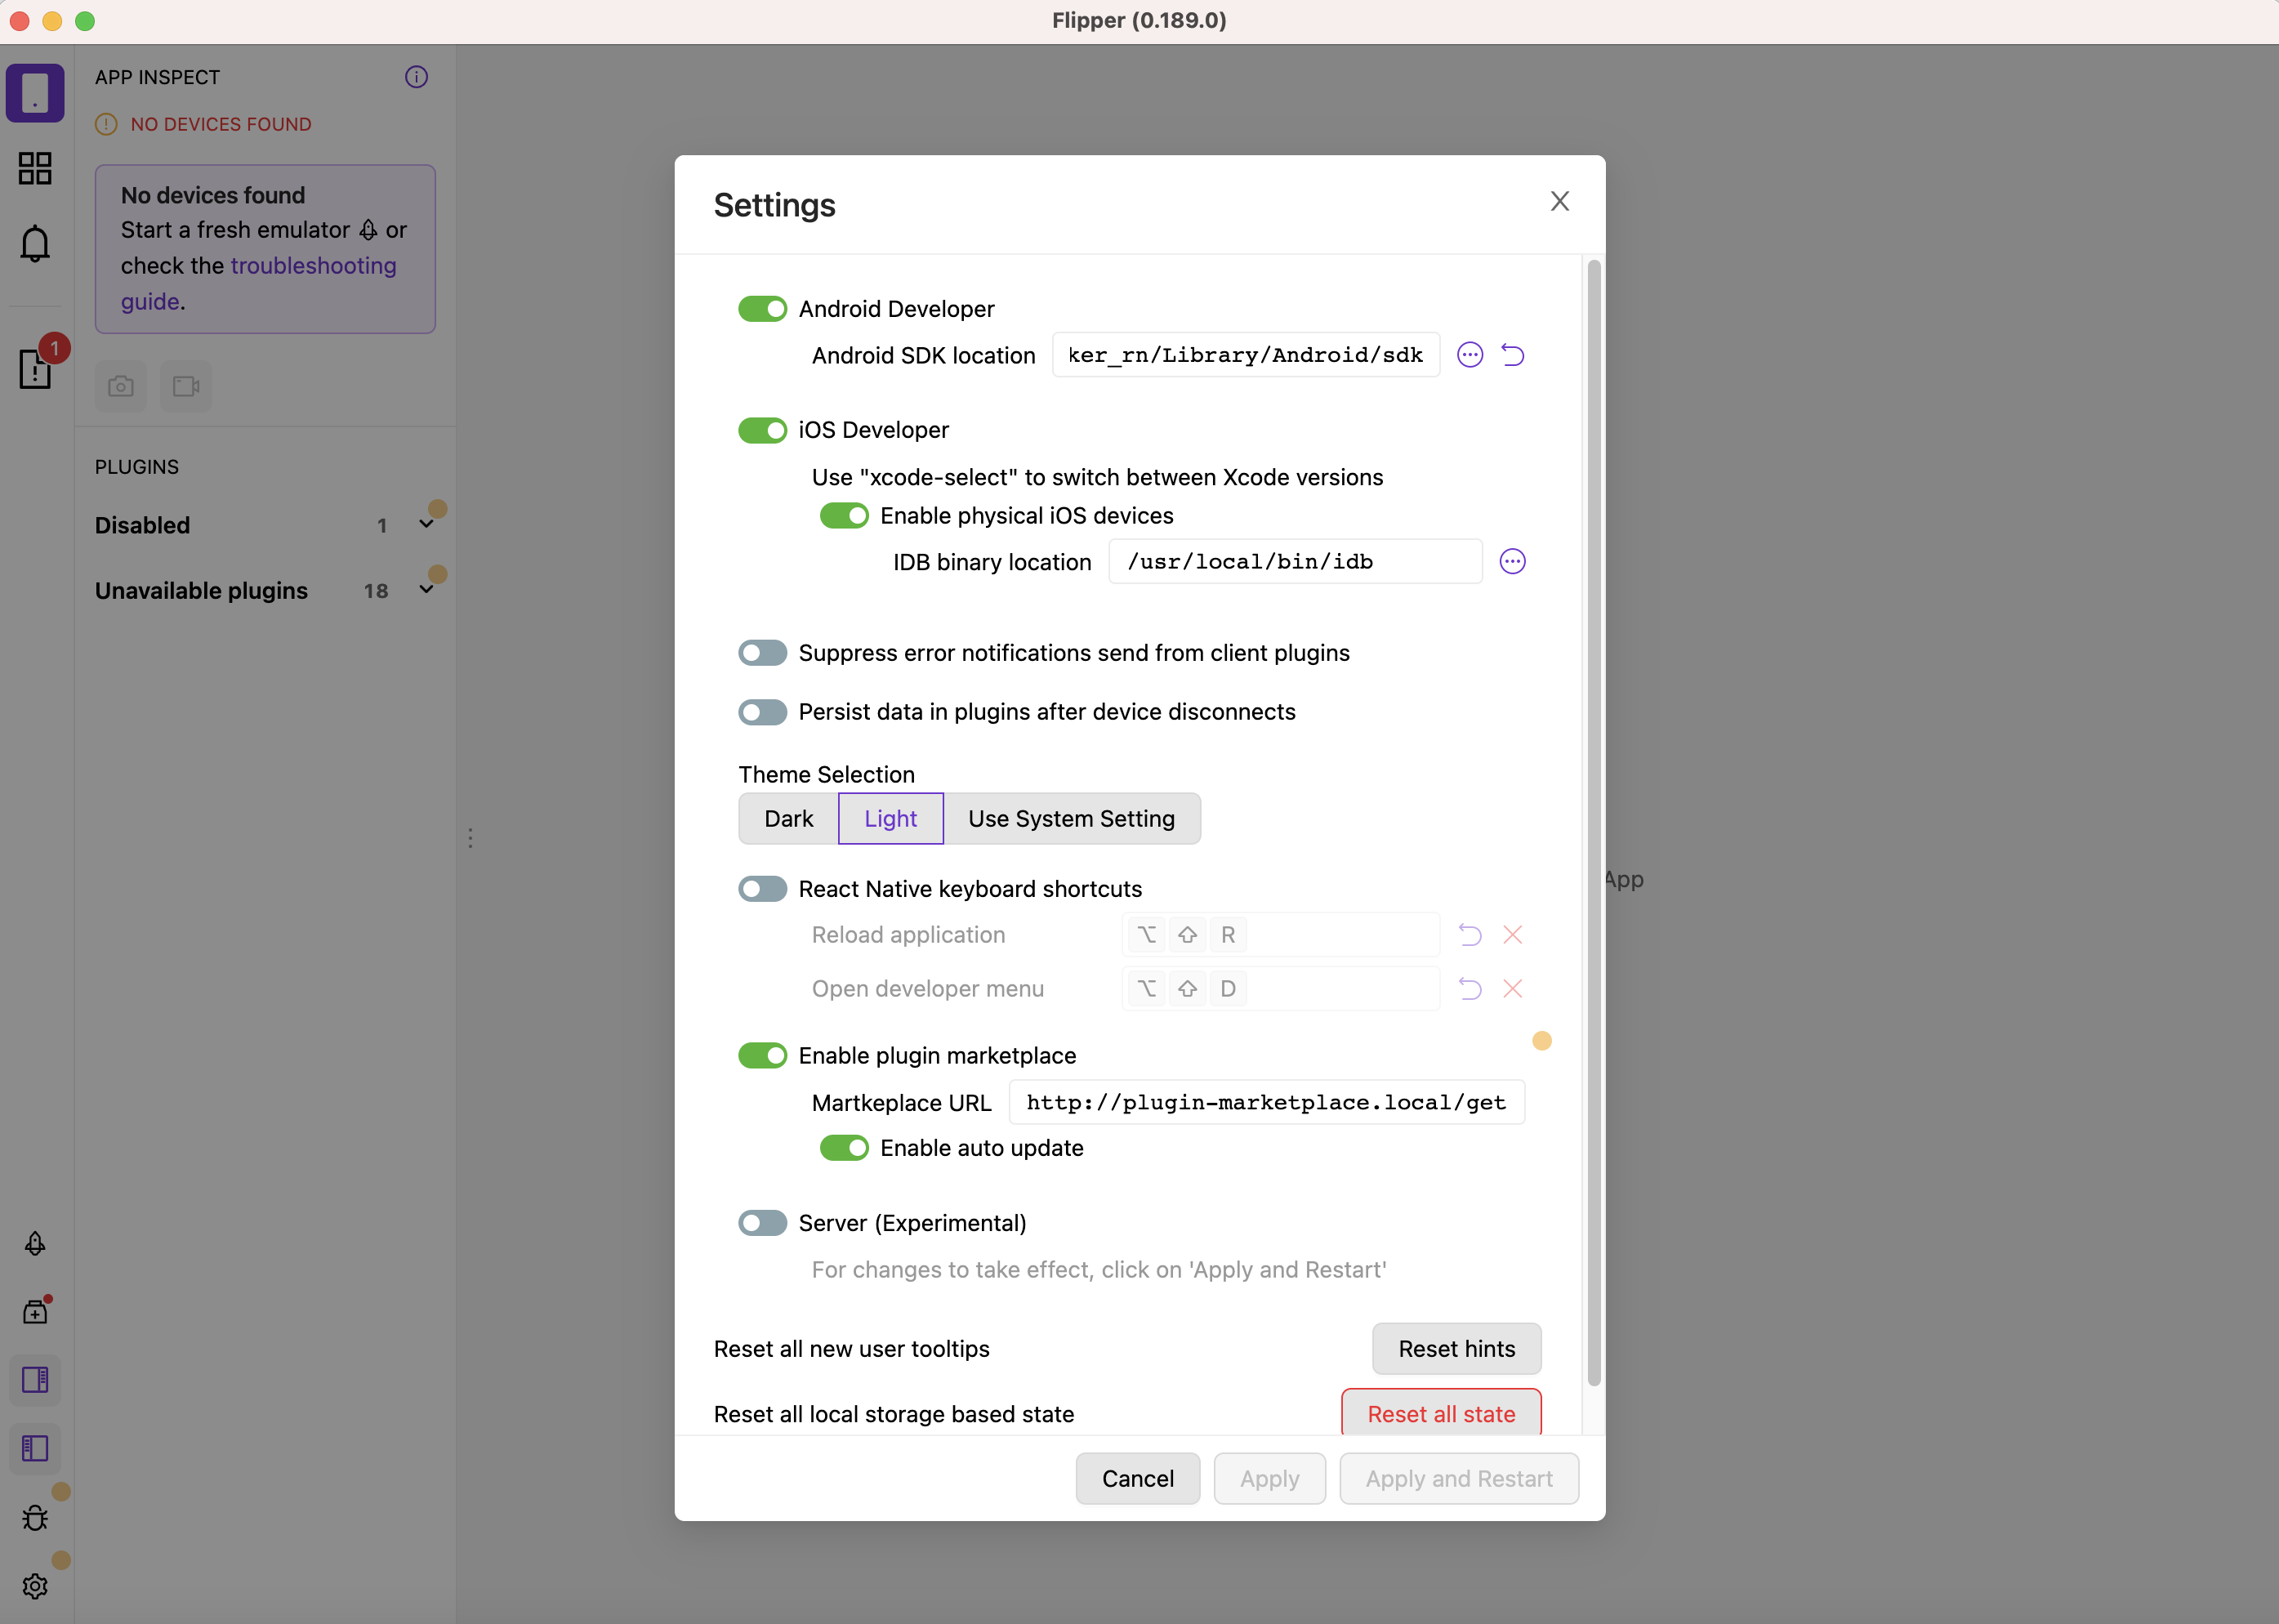 Flipper (0.189.0)
APP INSPECT
NO DEVICES FOUND
No devices found
Start a fresh emulator or
check the troubleshooting
guide.
1
PLUGINS
Disabled 1
Unavailable plugins 18
Settings
Android Developer
Android SDK location ker_rn/Library/Android/sdk
iOS Developer
Use "xcode-select" to switch between Xcode versions
Enable physical iOS devices
IDB binary location /usr/local/bin/idb
Suppress error notifications send from client plugins
Persist data in plugins after device disconnects
Theme Selection
Dark Light Use System Setting
App
React Native keyboard shortcuts
Reload application ⌥ ⇧ R
Open developer menu ⌥ ⇧ D
Enable plugin marketplace
Martkeplace URL http://plugin-marketplace.local/get
Enable auto update
Server (Experimental)
For changes to take effect, click on 'Apply and Restart'
Reset all new user tooltips Reset hints
Reset all local storage based state Reset all state
Cancel Apply Apply and Restart